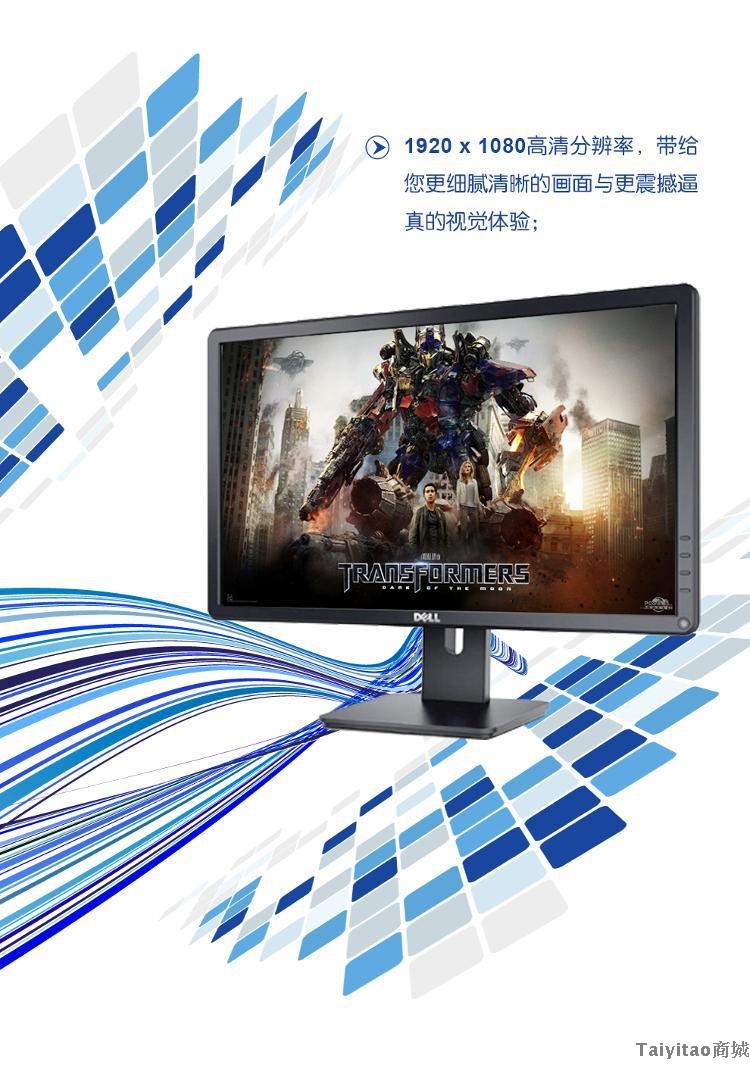 1920 x 1080高清分辨率，带给
您更细腻清晰的画面与更震撼逼
真的视觉体验；
TRANSFORMERS
DARK OF THE MOON
DELL
Taiyitao商城